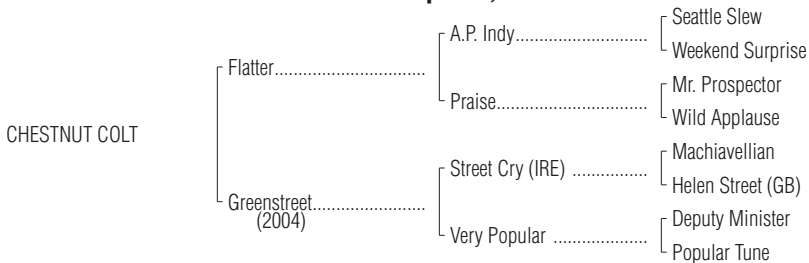 Seattle Slew
A.P. Indy
Weekend Surprise
Flatter
Mr. Prospector
Praise
Wild Applause
CHESTNUT COLT
Machiavellian
Street Cry (IRE)
Helen Street (GB)
Greenstreet
(2004)
Deputy Minister
Very Popular
Popular Tune